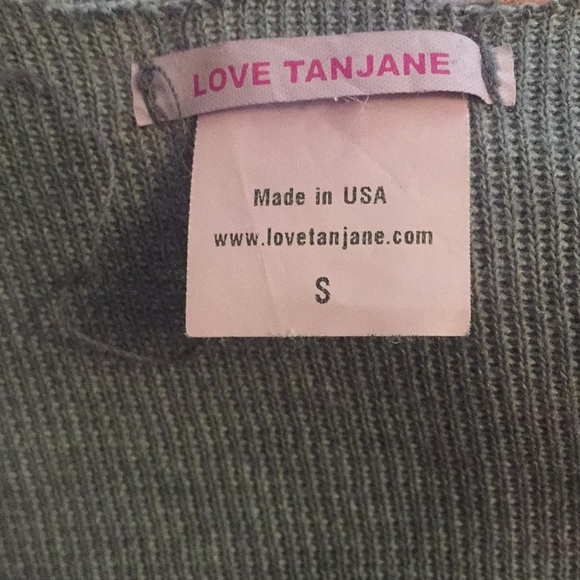 LOVE TANJANE
Made in USA
www.lovetanjane.com
S